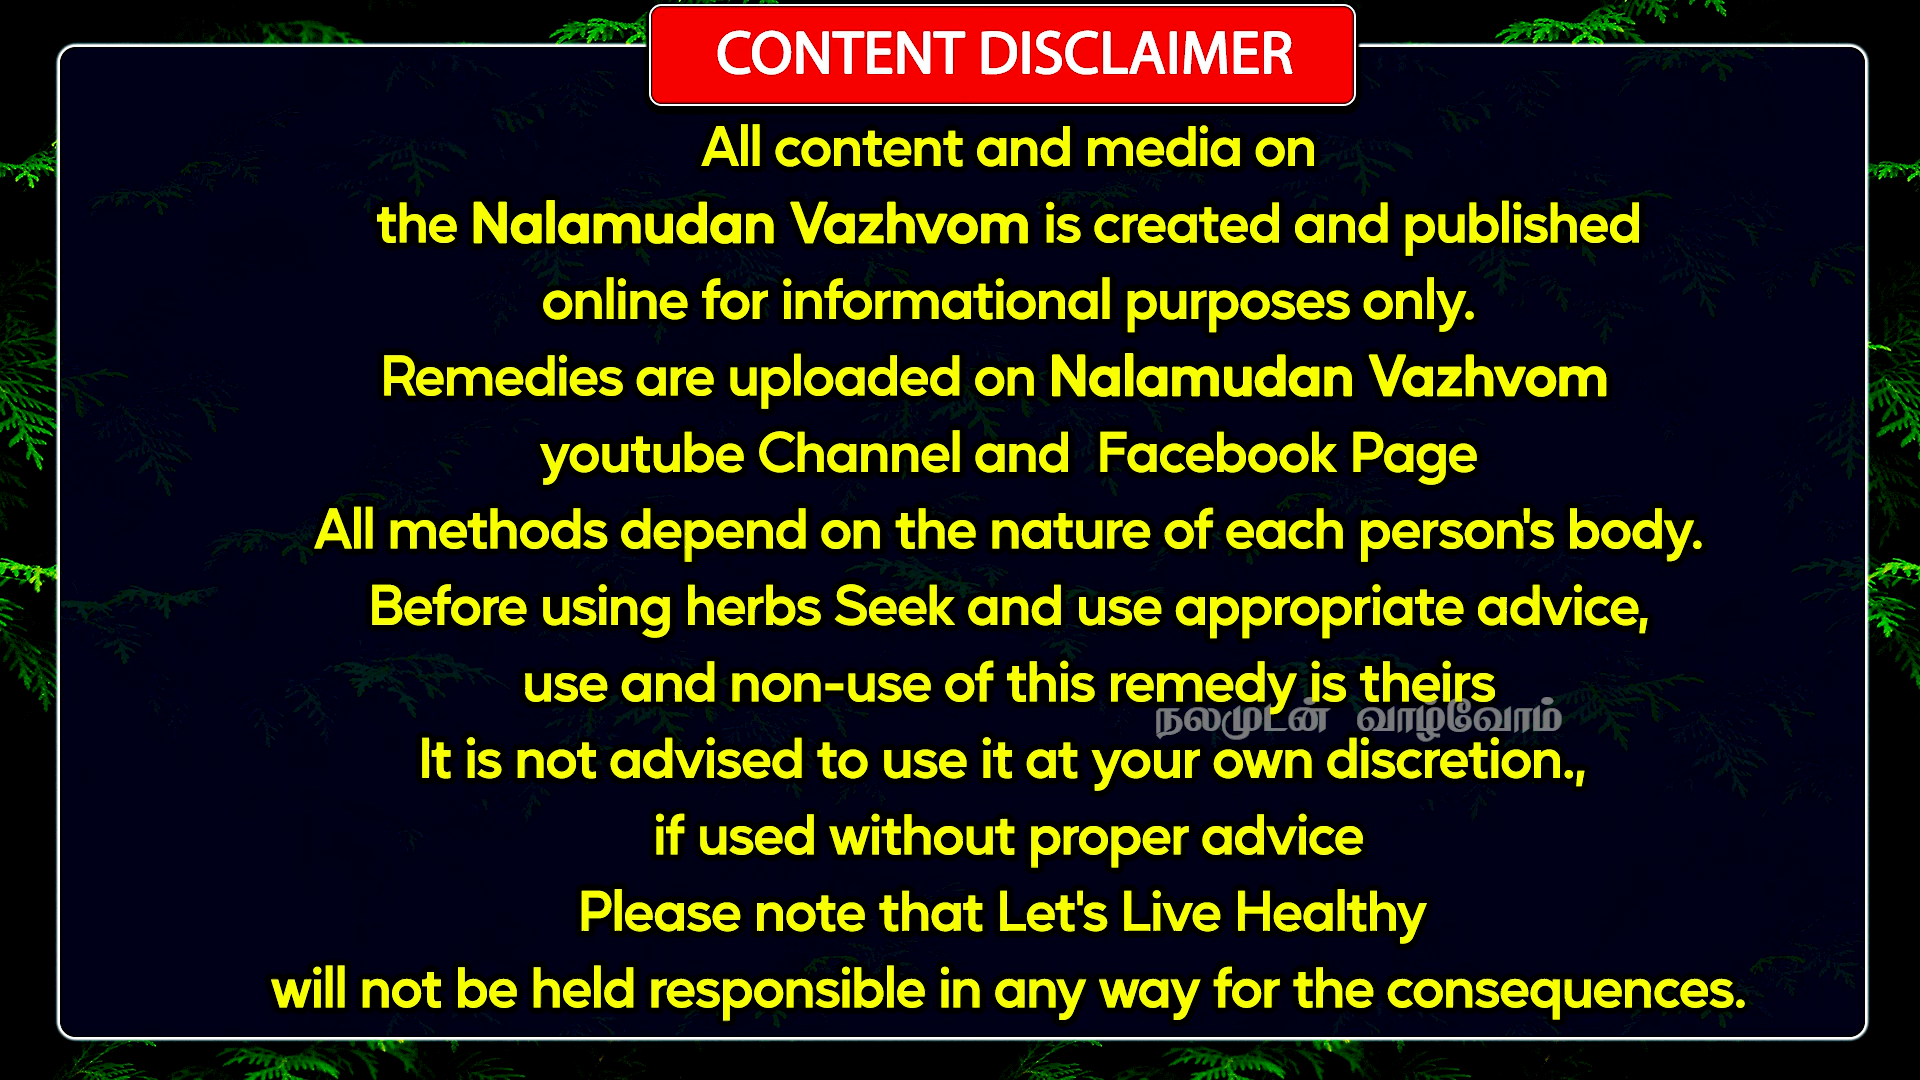 CONTENT DISCLAIMER
All content and media on
the Nalamudan Vazhvom is created and published
online for informational purposes only.
Remedies are uploaded on Nalamudan Vazhvom
youtube Channel and  Facebook Page
All methods depend on the nature of each person's body.
Before using herbs Seek and use appropriate advice,
use and non-use of this remedy is theirs
நலமுடன் வாழ்வோம்
It is not advised to use it at your own discretion.,
if used without proper advice
Please note that Let's Live Healthy
will not be held responsible in any way for the consequences.